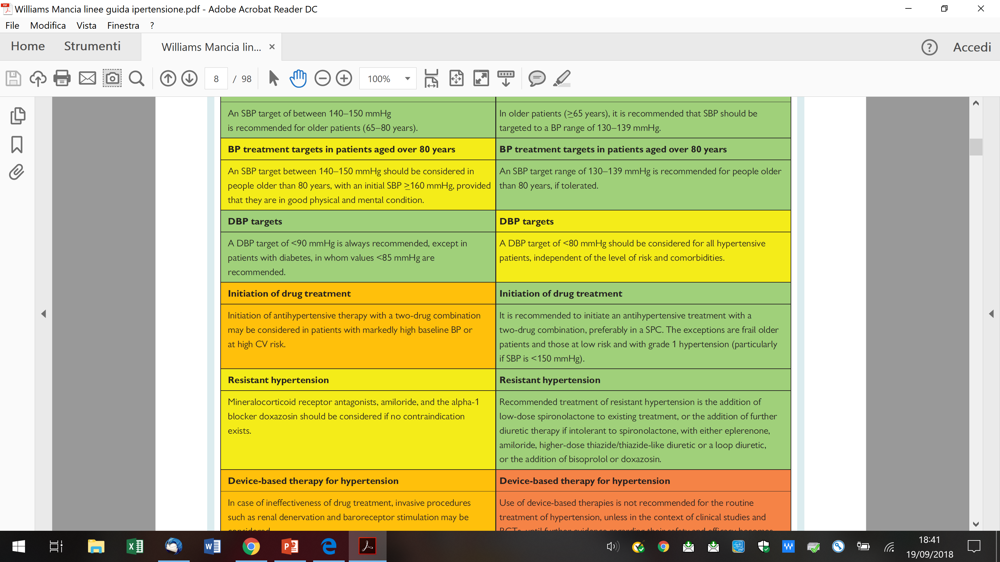 Williams Mancia linee guida ipertensione.pdf - Adobe Acrobat Reader DC
File Modifica Vista Finestra ?
Home Strumenti Williams Mancia lin... × ? Accedi
8 / 98 100%
An SBP target of between 140–150 mmHg
is recommended for older patients (65–80 years).
In older patients (≥65 years), it is recommended that SBP should be
targeted to a BP range of 130–139 mmHg.
BP treatment targets in patients aged over 80 years
BP treatment targets in patients aged over 80 years
An SBP target between 140–150 mmHg should be considered in
people older than 80 years, with an initial SBP ≥160 mmHg, provided
that they are in good physical and mental condition.
An SBP target range of 130–139 mmHg is recommended for people older
than 80 years, if tolerated.
DBP targets
DBP targets
A DBP target of <90 mmHg is always recommended, except in
patients with diabetes, in whom values <85 mmHg are
recommended.
A DBP target of <80 mmHg should be considered for all hypertensive
patients, independent of the level of risk and comorbidities.
Initiation of drug treatment
Initiation of drug treatment
Initiation of antihypertensive therapy with a two-drug combination
may be considered in patients with markedly high baseline BP or
at high CV risk.
It is recommended to initiate an antihypertensive treatment with a
two-drug combination, preferably in a SPC. The exceptions are frail older
patients and those at low risk and with grade 1 hypertension (particularly
if SBP is <150 mmHg).
Resistant hypertension
Resistant hypertension
Mineralocorticoid receptor antagonists, amiloride, and the alpha-1
blocker doxazosin should be considered if no contraindication
exists.
Recommended treatment of resistant hypertension is the addition of
low-dose spironolactone to existing treatment, or the addition of further
diuretic therapy if intolerant to spironolactone, with either eplerenone,
amiloride, higher-dose thiazide/thiazide-like diuretic or a loop diuretic,
or the addition of bisoprolol or doxazosin.
Device-based therapy for hypertension
Device-based therapy for hypertension
In case of ineffectiveness of drug treatment, invasive procedures
such as renal denervation and baroreceptor stimulation may be
considered
Use of device-based therapies is not recommended for the routine
treatment of hypertension, unless in the context of clinical studies and
RCTs, until further evidence regarding their safety and efficacy becomes
18:41
19/09/2018